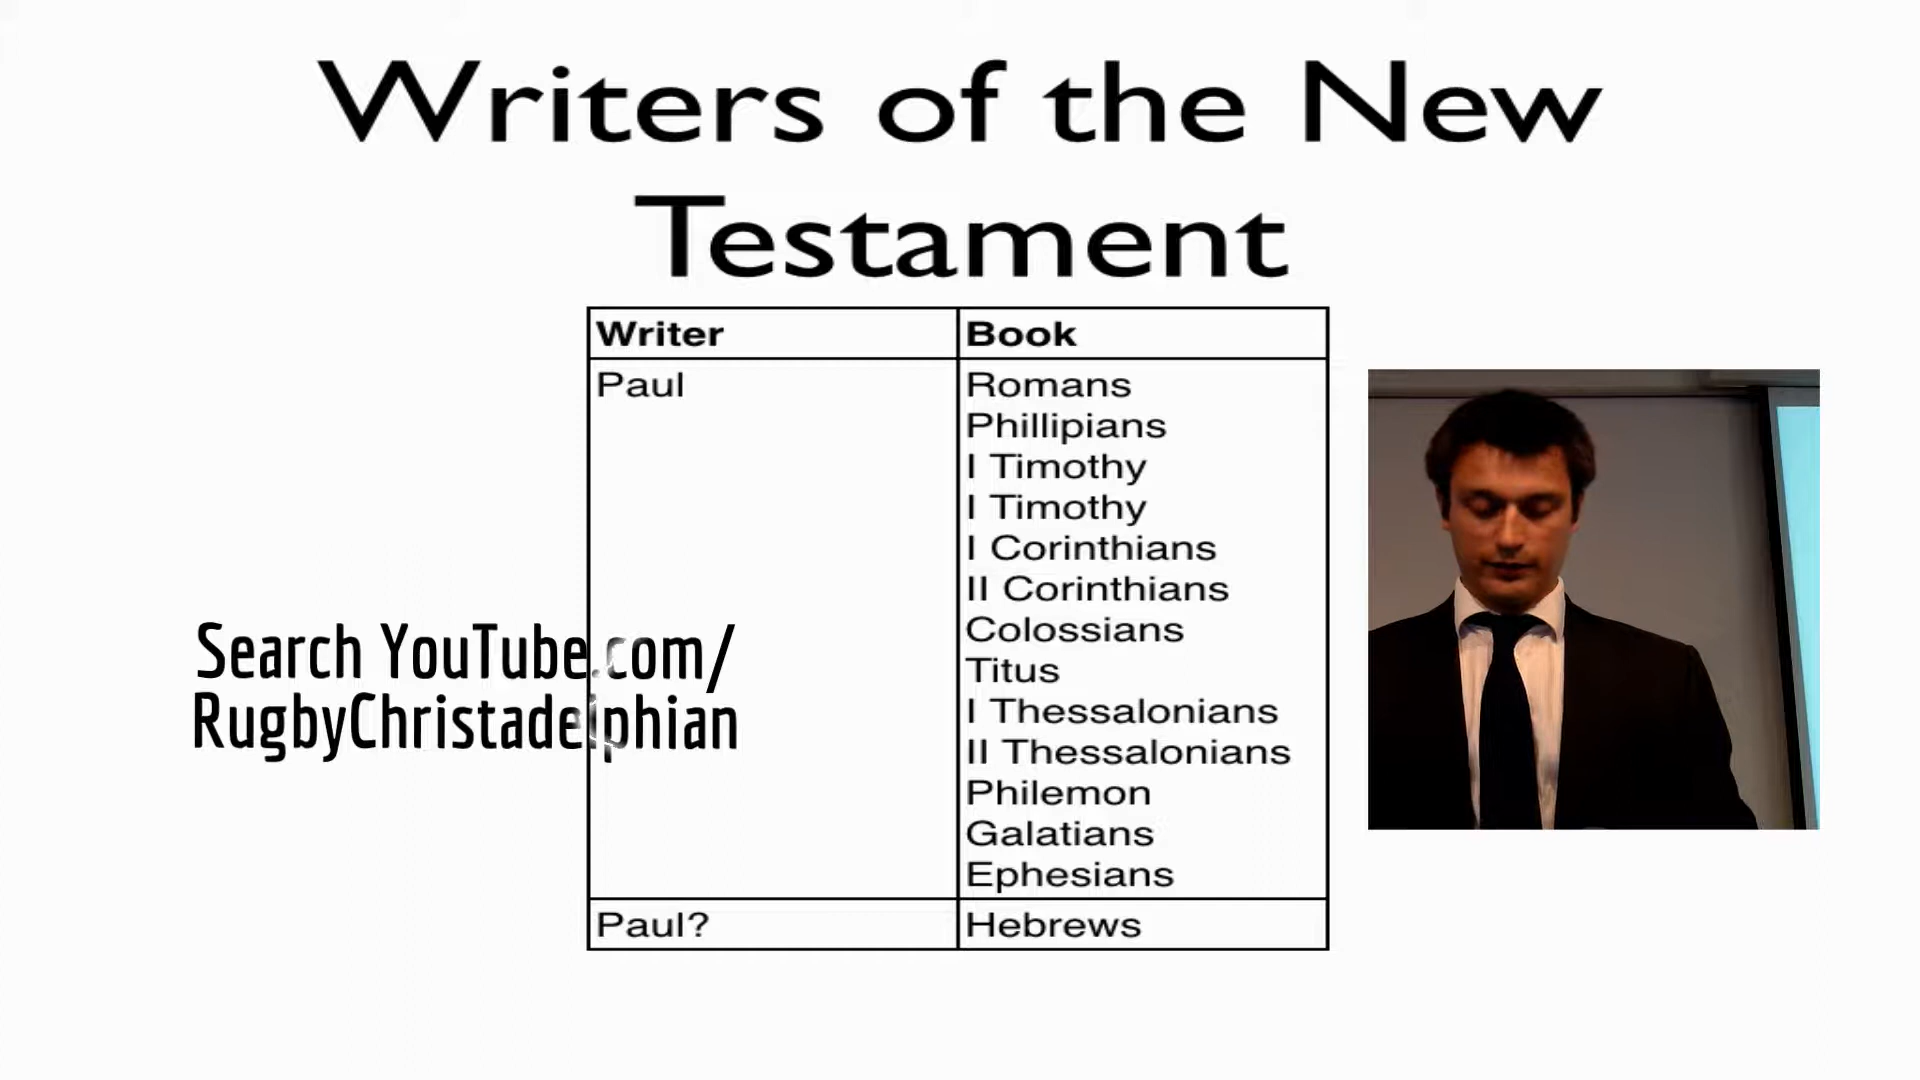 Writers of the New
Testament
Writer Book
Paul Romans
Phillipians
I Timothy
I Timothy
I Corinthians
II Corinthians
Colossians
Titus
I Thessalonians
II Thessalonians
Philemon
Galatians
Ephesians
Paul? Hebrews
Search YouTube.com/
RugbyChristadelphian